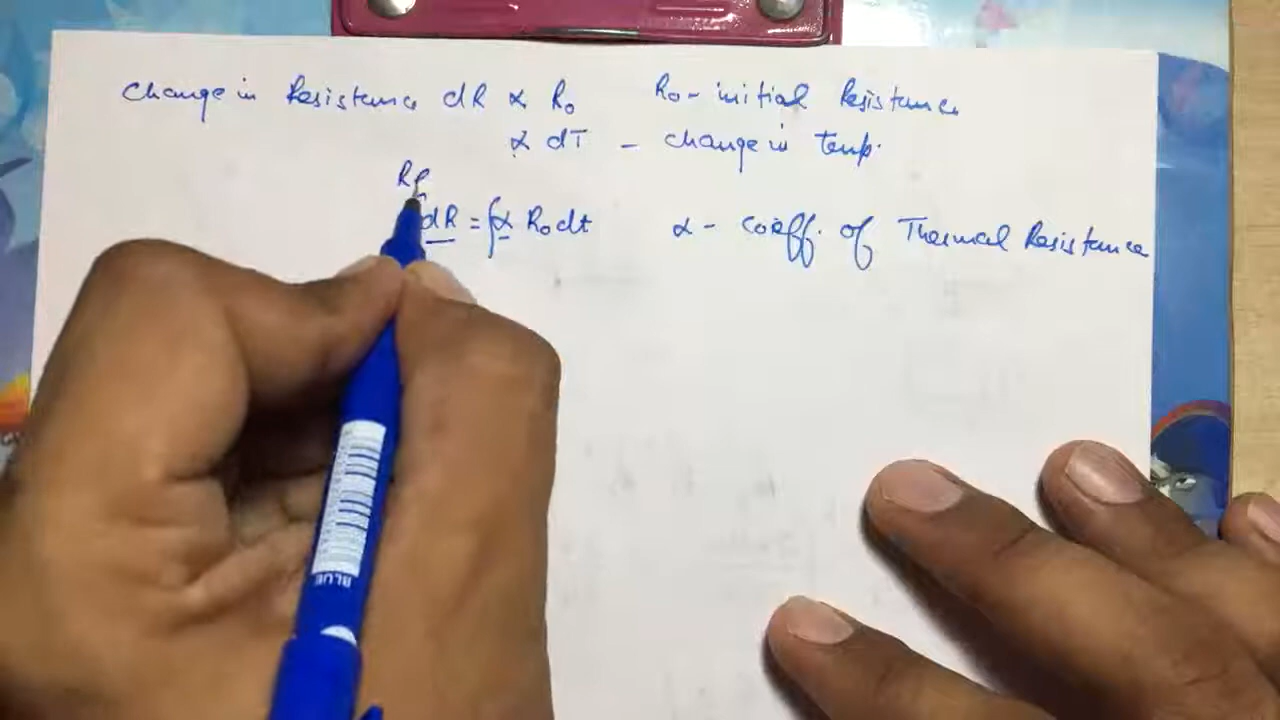 Change in Resistance dR ∝ R₀ R₀ - initial Resistance
∝ dT - change in temp.
Rf
∫dR = ∫α R₀ dt α - coeff. of Thermal Resistance
BLUE